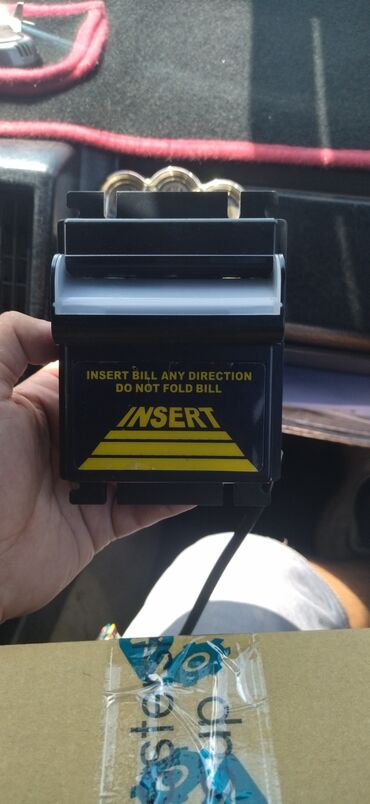 INSERT BILL ANY DIRECTION
DO NOT FOLD BILL
INSERT